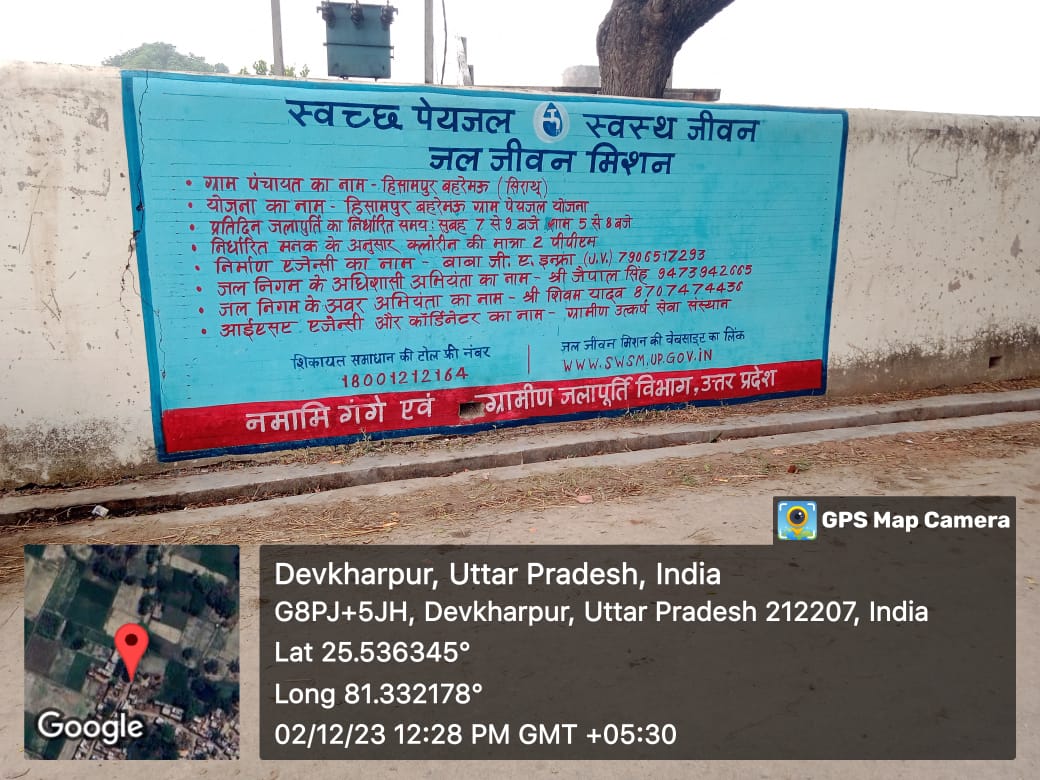 स्वच्छ पेयजल स्वस्थ जीवन
जल जीवन मिशन
• ग्राम पंचायत का नाम - हिसामपुर बहरेमऊ (सिराथू)
• योजना का नाम - हिसामपुर बहरेमऊ ग्राम पेयजल योजना
• प्रतिदिन जलापुर्ति का निर्धारित समय: सुबह 7 से 9 बजे शाम 5 से 8 बजे
• निर्धारित मनक के अनुसार क्लोरीन की मात्रा 2 पीपीएम
• निर्माण एजेन्सी का नाम - बाबा जी. ए. इन्फ्रा (J.V.) 7906517293
• जल निगम के अधिशासी अभियंता का नाम - श्री जैपाल सिंह 9473942665
• जल निगम के अवर अभियंता का नाम - श्री शिवम यादव 8707474436
• आईएसए एजेन्सी और कॉर्डिनेटर का नाम - ग्रामीण उत्कर्ष सेवा संस्थान
शिकायत समाधान की टोल फ्री नंबर
18001212164
जल जीवन मिशन की वेबसाइट का लिंक
WWW.SWSM.UP.GOV.IN
नमामि गंगे एवं ग्रामीण जलापूर्ति विभाग, उत्तर प्रदेश
GPS Map Camera
Devkharpur, Uttar Pradesh, India
G8PJ+5JH, Devkharpur, Uttar Pradesh 212207, India
Lat 25.536345°
Long 81.332178°
02/12/23 12:28 PM GMT +05:30
Google